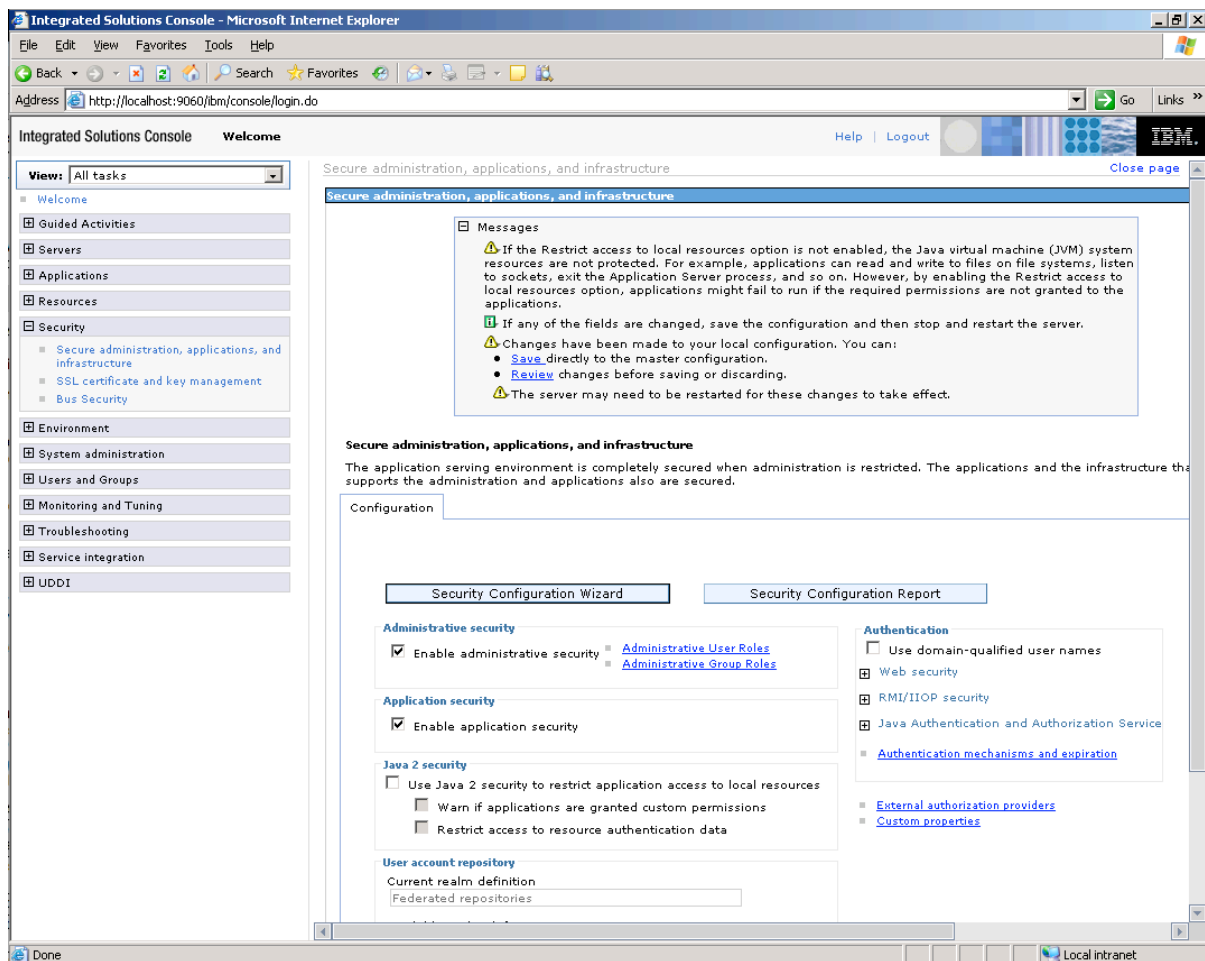 Integrated Solutions Console - Microsoft Internet Explorer
File Edit View Favorites Tools Help
Back Search Favorites
Address http://localhost:9060/ibm/console/login.do Go Links »
Integrated Solutions Console Welcome Help | Logout IBM.
View: All tasks
Welcome
Guided Activities
Servers
Applications
Resources
Security
Secure administration, applications, and
infrastructure
SSL certificate and key management
Bus Security
Environment
System administration
Users and Groups
Monitoring and Tuning
Troubleshooting
Service integration
UDDI
Secure administration, applications, and infrastructure Close page
Secure administration, applications, and infrastructure
Messages
If the Restrict access to local resources option is not enabled, the Java virtual machine (JVM) system
resources are not protected. For example, applications can read and write to files on file systems, listen
to sockets, exit the Application Server process, and so on. However, by enabling the Restrict access to
local resources option, applications might fail to run if the required permissions are not granted to the
applications.
If any of the fields are changed, save the configuration and then stop and restart the server.
Changes have been made to your local configuration. You can:
• Save directly to the master configuration.
• Review changes before saving or discarding.
The server may need to be restarted for these changes to take effect.
Secure administration, applications, and infrastructure
The application serving environment is completely secured when administration is restricted. The applications and the infrastructure tha
supports the administration and applications also are secured.
Configuration
Security Configuration Wizard Security Configuration Report
Administrative security
Enable administrative security
Administrative User Roles
Administrative Group Roles
Application security
Enable application security
Java 2 security
Use Java 2 security to restrict application access to local resources
Warn if applications are granted custom permissions
Restrict access to resource authentication data
User account repository
Current realm definition
Federated repositories
Authentication
Use domain-qualified user names
Web security
RMI/IIOP security
Java Authentication and Authorization Service
Authentication mechanisms and expiration
External authorization providers
Custom properties
Done Local intranet